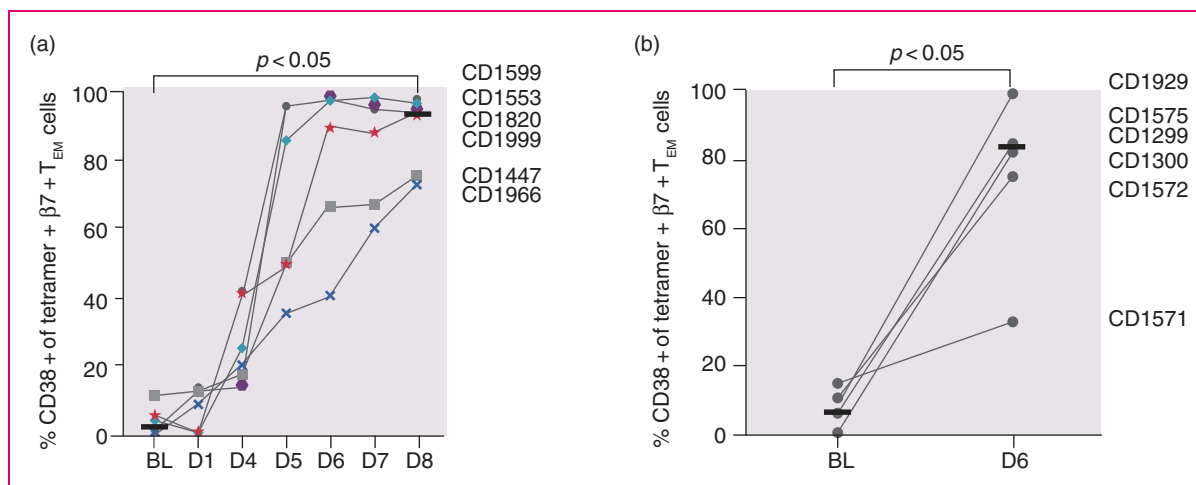 (a)
p < 0.05
% CD38+ of tetramer + β7 + TEM cells
100
80
60
40
20
0
BL D1 D4 D5 D6 D7 D8
CD1599
CD1553
CD1820
CD1999
CD1447
CD1966
(b)
p < 0.05
% CD38+ of tetramer + β7 + TEM cells
100
80
60
40
20
0
BL D6
CD1929
CD1575
CD1299
CD1300
CD1572
CD1571